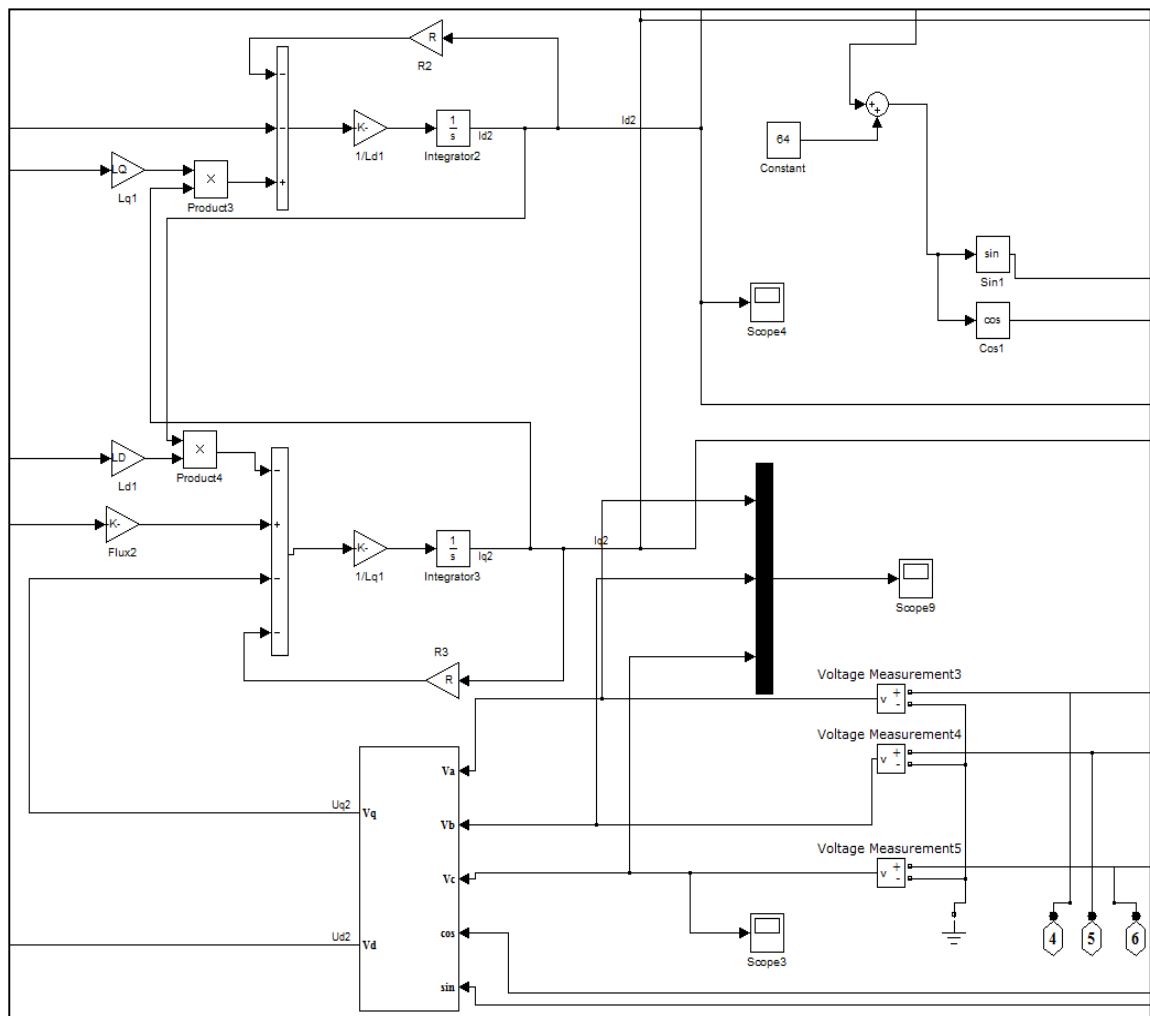 R
R2
-
-
+
K-
1/Ld1
1
s
Integrator2
Id2
Id2
LQ
Lq1
×
Product3
+
+
64
Constant
sin
Sin1
cos
Cos1
Scope4
LD
Ld1
×
Product4
K-
Flux2
-
+
-
-
K-
1/Lq1
1
s
Integrator3
Iq2
Iq2
R3
R
Scope9
Voltage Measurement3
v
+
-
Voltage Measurement4
v
+
-
Voltage Measurement5
v
+
-
Va
Vb
Vc
cos
sin
Vq
Vd
Uq2
Ud2
Scope3
4
5
6